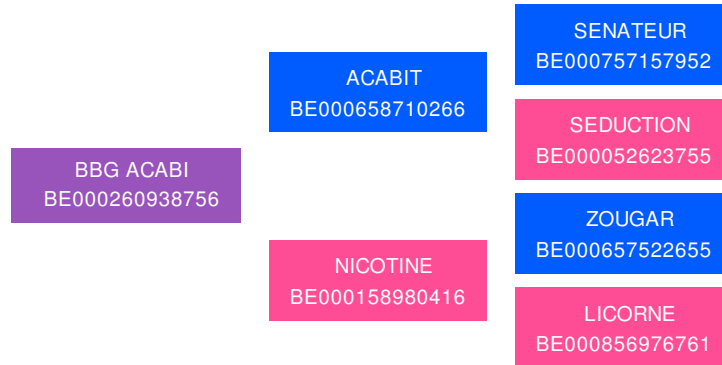 BBG ACABI
BE000260938756
ACABIT
BE000658710266
NICOTINE
BE000158980416
SENATEUR
BE000757157952
SEDUCTION
BE000052623755
ZOUGAR
BE000657522655
LICORNE
BE000856976761